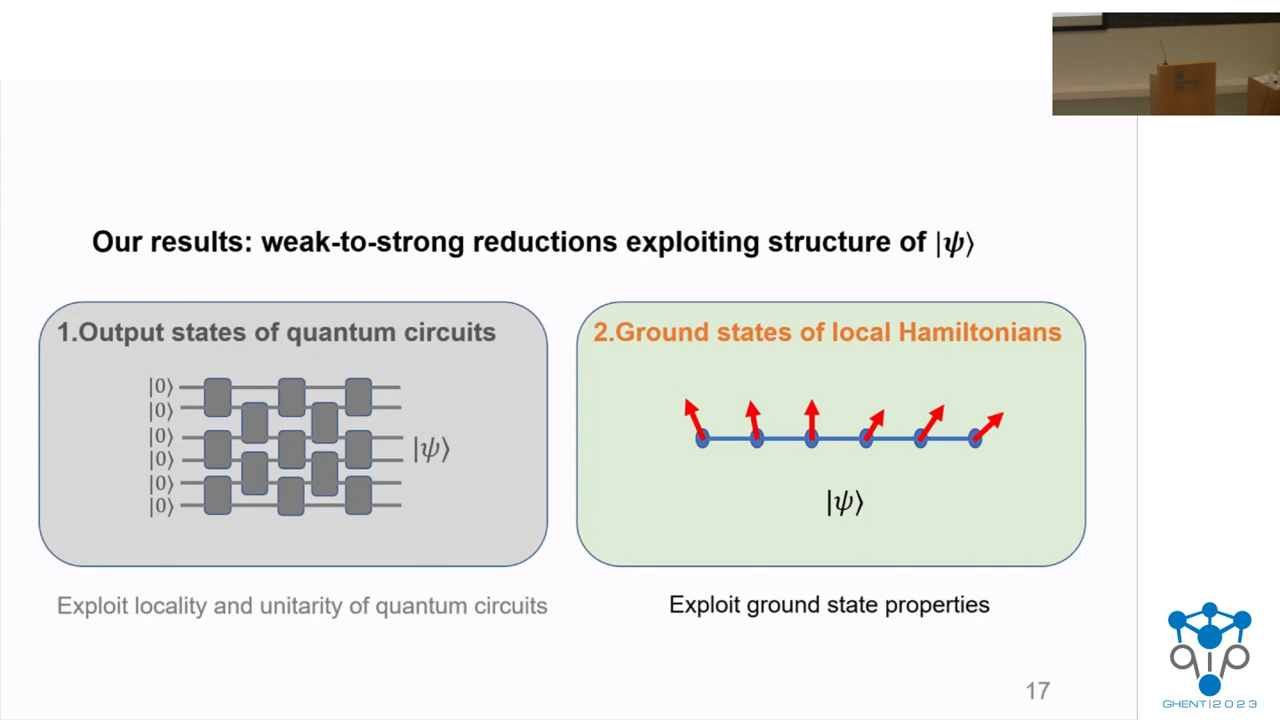 Our results: weak-to-strong reductions exploiting structure of |ψ⟩
1.Output states of quantum circuits
|0⟩
|0⟩
|0⟩
|0⟩
|0⟩
|0⟩
|ψ⟩
Exploit locality and unitarity of quantum circuits
2.Ground states of local Hamiltonians
|ψ⟩
Exploit ground state properties
17
qip
GHENT|2023